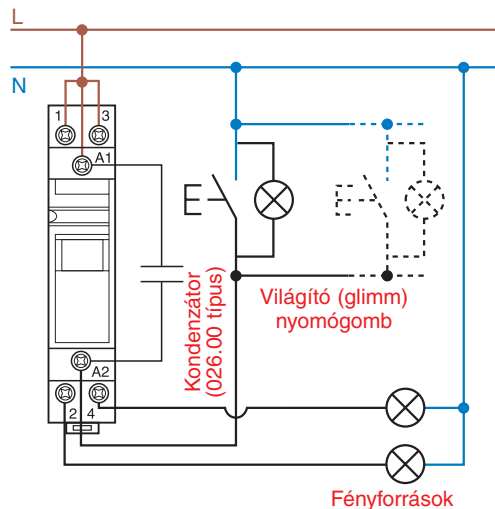 L
N
1
3
A1
Kondenzátor
(026.00 típus)
Világító (glimm)
nyomógomb
A2
2
4
Fényforrások